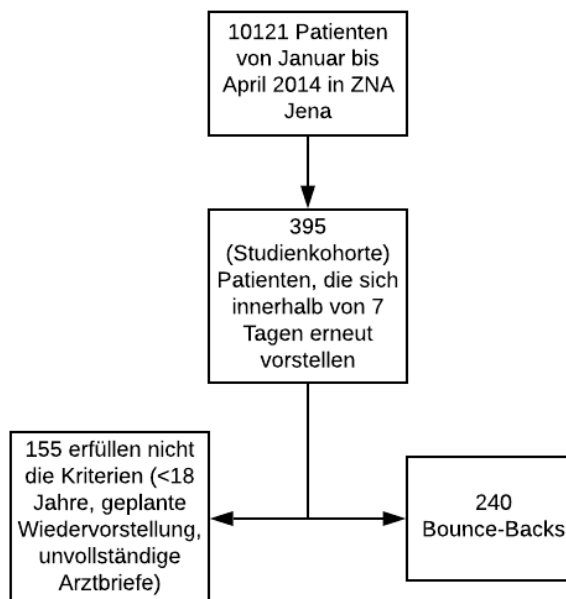 10121 Patienten
von Januar bis
April 2014 in ZNA
Jena
395
(Studienkohorte)
Patienten, die sich
innerhalb von 7
Tagen erneut
vorstellen
155 erfüllen nicht
die Kriterien (<18
Jahre, geplante
Wiedervorstellung,
unvollständige
Arztbriefe)
240
Bounce-Backs